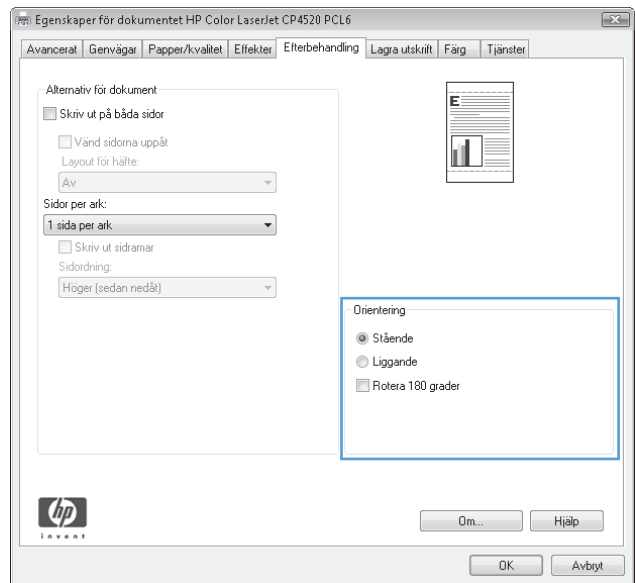 Egenskaper för dokumentet HP Color LaserJet CP4520 PCL6
Avancerat Genvägar Papper/kvalitet Effekter Efterbehandling Lagra utskrift Färg Tjänster
Alternativ för dokument
Skriv ut på båda sidor
Vänd sidorna uppåt
Layout för häfte:
Av
Sidor per ark:
1 sida per ark
Skriv ut sidramar
Sidordning:
Höger (sedan nedåt)
E
Orientering
Stående
Liggande
Rotera 180 grader
hp
invent
Om... Hjälp
OK Avbryt